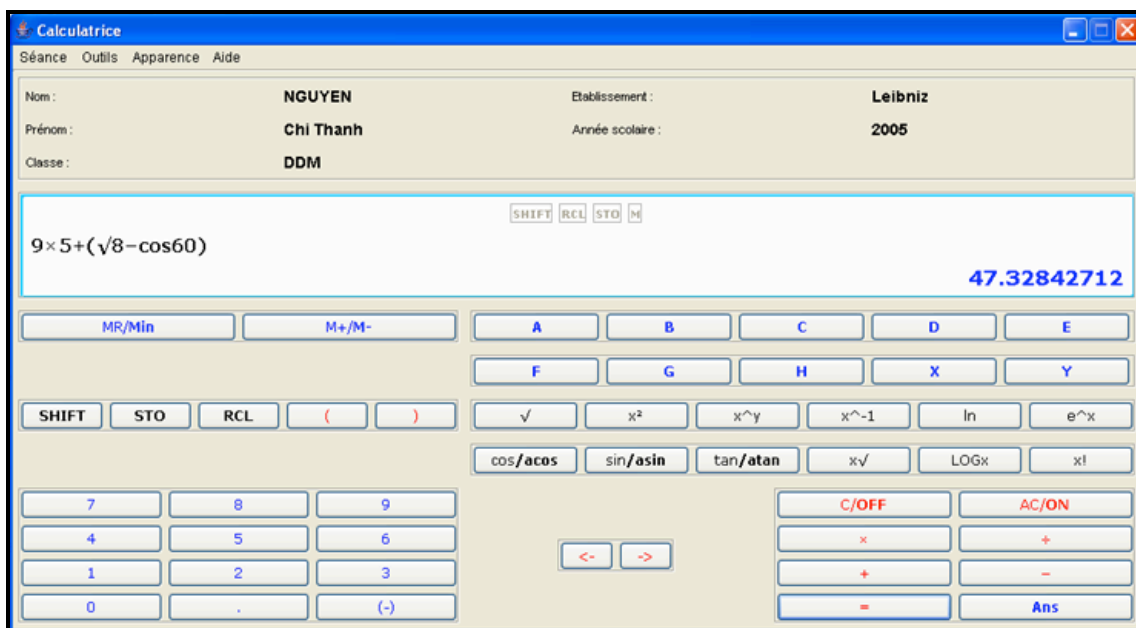 Calculatrice
Séance Outils Apparence Aide
Nom : NGUYEN Etablissement : Leibniz
Prénom : Chi Thanh Année scolaire : 2005
Classe : DDM
SHIFT RCL STO M
9×5+(√8−cos60)
47.32842712
MR/Min M+/M- A B C D E
F G H X Y
SHIFT STO RCL ( ) √ x² x^y x^-1 ln e^x
cos/acos sin/asin tan/atan x√ LOGx x!
7 8 9 C/OFF AC/ON
4 5 6 × ÷
<- ->
1 2 3 + −
0 . (-) = Ans